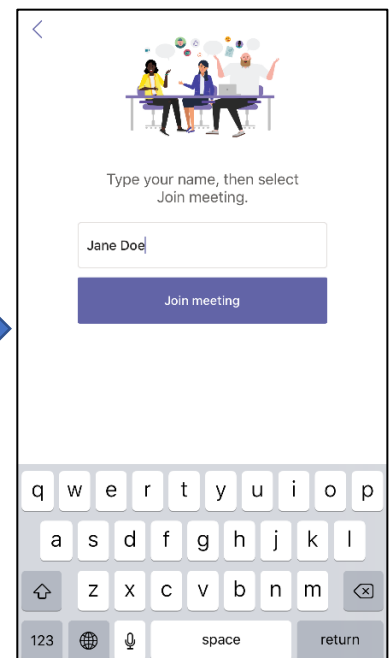 Type your name, then select
Join meeting.
Jane Doe
Join meeting
q w e r t y u i o p
a s d f g h j k l
z x c v b n m
123 space return